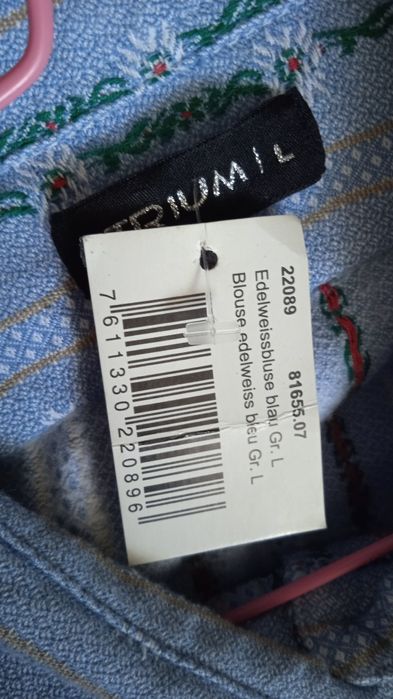 L
22089 81655.07
Edelweissbluse blau Gr. L
Blouse edelweiss bleu Gr. L
7 611330 220896